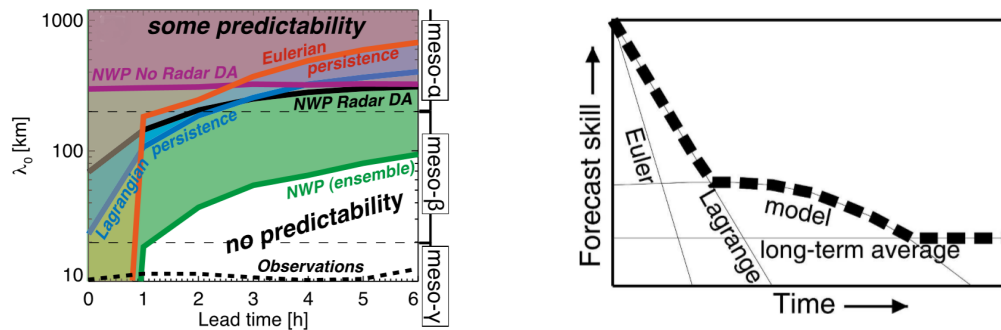 1000
100
10
λ₀ [km]
some predictability
Eulerian
persistence
NWP No Radar DA
NWP Radar DA
Lagrangian persistence
NWP (ensemble)
no predictability
Observations
0 1 2 3 4 5 6
Lead time [h]
meso-α
meso-β
meso-γ
Forecast skill
Euler
Lagrange
model
long-term average
Time